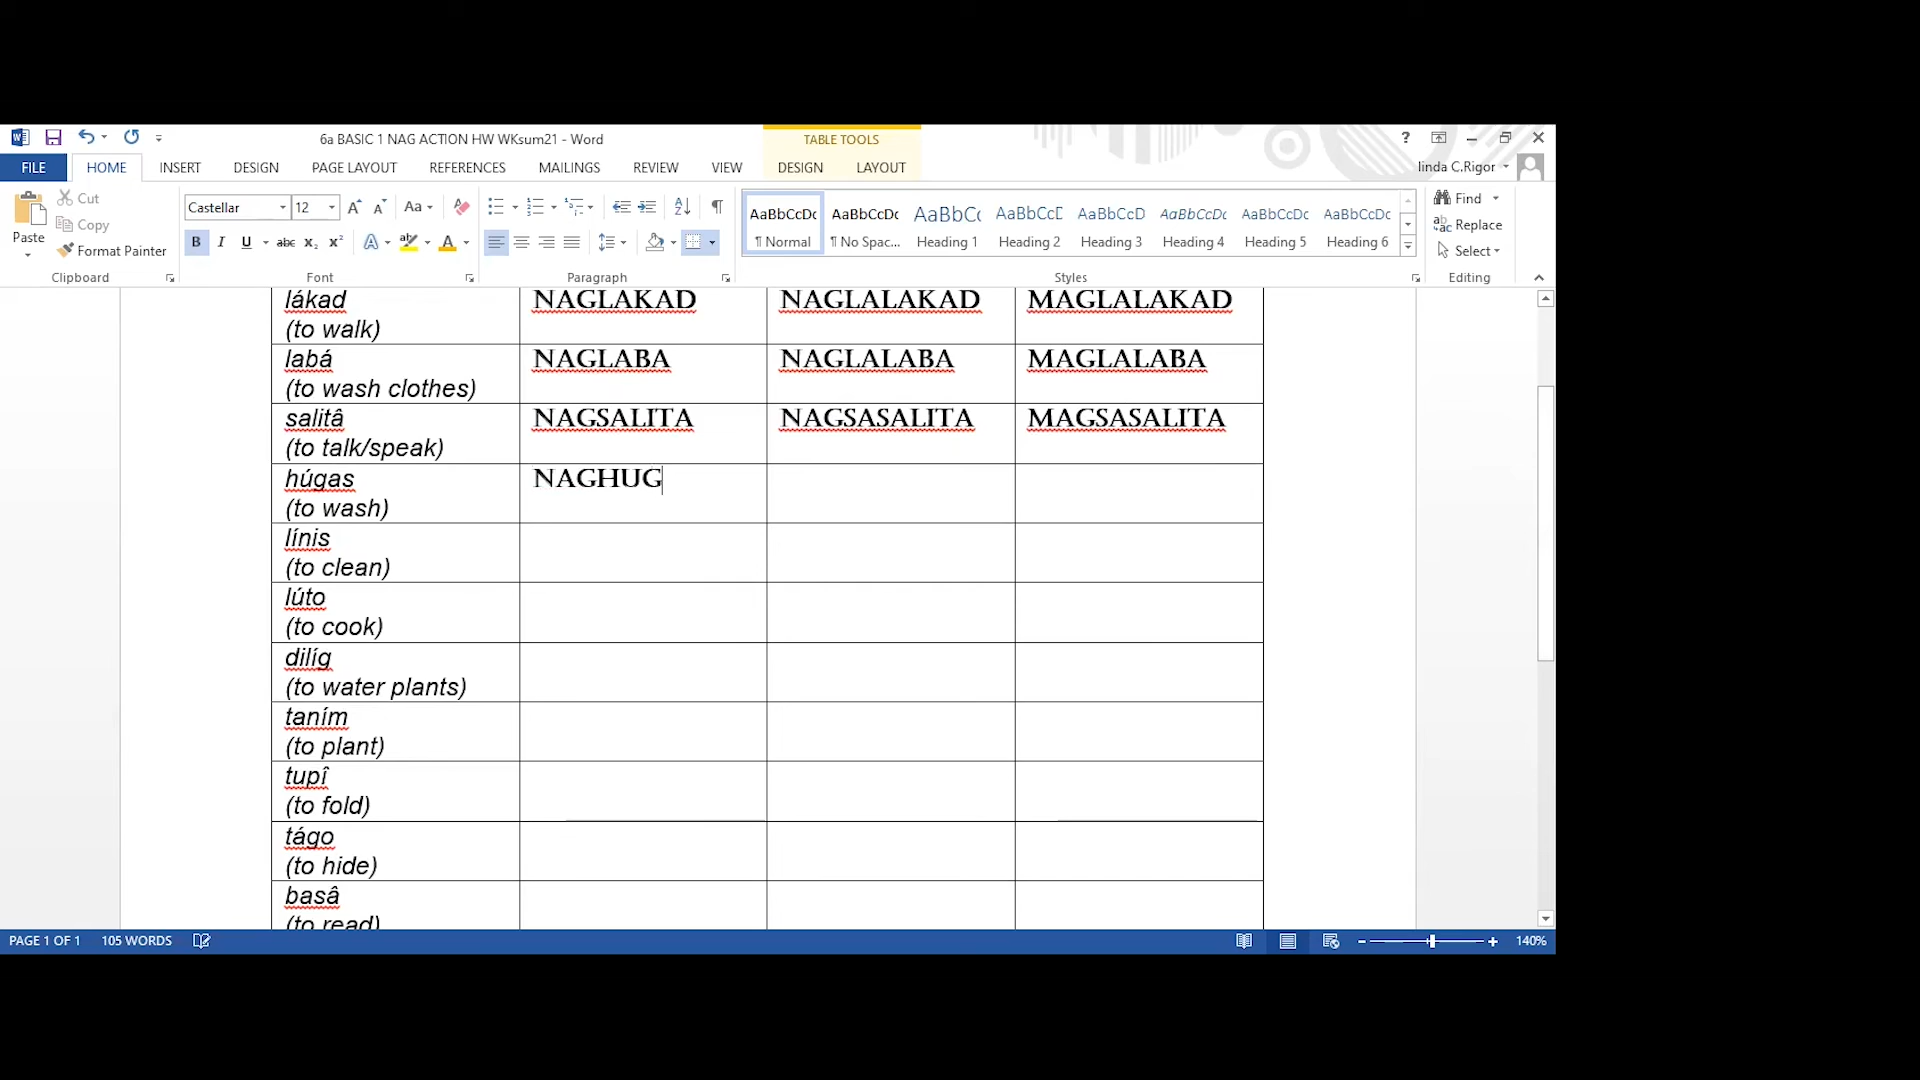 6a BASIC 1 NAG ACTION HW WKsum21 - Word
TABLE TOOLS
?
FILE HOME INSERT DESIGN PAGE LAYOUT REFERENCES MAILINGS REVIEW VIEW DESIGN LAYOUT linda C.Rigor
Paste
Cut
Copy
Format Painter
Clipboard
Castellar 12
Font
Paragraph
AaBbCcDc AaBbCcDc AaBbC AaBbCcD AaBbCcD AaBbCcDc AaBbCcDc AaBbCcDc
¶ Normal ¶ No Spac... Heading 1 Heading 2 Heading 3 Heading 4 Heading 5 Heading 6
Styles
Find
Replace
Select
Editing
lákad NAGLAKAD NAGLALAKAD MAGLALAKAD
(to walk)
labá NAGLABA NAGLALABA MAGLALABA
(to wash clothes)
salitâ NAGSALITA NAGSASALITA MAGSASALITA
(to talk/speak)
húgas NAGHUG
(to wash)
línis
(to clean)
lúto
(to cook)
dilíg
(to water plants)
taním
(to plant)
tupî
(to fold)
tágo
(to hide)
basâ
(to read)
PAGE 1 OF 1 105 WORDS 140%